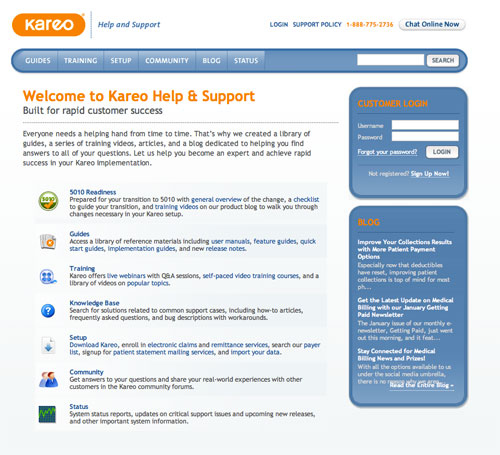 KAREO
Help and Support
LOGIN SUPPORT POLICY 1-888-775-2736 Chat Online Now
GUIDES TRAINING SETUP COMMUNITY BLOG STATUS SEARCH
Welcome to Kareo Help & Support
Built for rapid customer success
Everyone needs a helping hand from time to time. That's why we created a library of
guides, a series of training videos, articles, and a blog dedicated to helping you find
answers to all of your questions. Let us help you become an expert and achieve rapid
success in your Kareo implementation.
5010
5010 Readiness
Prepared for your transition to 5010 with general overview of the change, a checklist
to guide your transition, and training videos on our product blog to walk you through
changes necessary in your Kareo setup.
Guides
Access a library of reference materials including user manuals, feature guides, quick
start guides, implementation guides, and new release notes.
Training
Kareo offers live webinars with Q&A sessions, self-paced video training courses, and a
library of videos on popular topics.
Knowledge Base
Search for solutions related to common support cases, including how-to articles,
frequently asked questions, and bug descriptions with workarounds.
Setup
Download Kareo, enroll in electronic claims and remittance services, search our payer
list, signup for patient statement mailing services, and import your data.
Community
Get answers to your questions and share your real-world experiences with other
customers in the Kareo community forums.
Status
System status reports, updates on critical support issues and upcoming new releases,
and other important system information.
CUSTOMER LOGIN
Username
Password
Forgot your password? LOGIN
Not registered? Sign Up Now!
BLOG
Improve Your Collections Results
with More Patient Payment
Options
Especially now that deductibles
have reset, improving patient
collections is top of mind for most
ph...
Get the Latest Update on Medical
Billing with our January Getting
Paid Newsletter
The January issue of our monthly e-
newsletter, Getting Paid, just went
out this morning, and it feat...
Stay Connected for Medical
Billing News and Prizes!
With all the options available to us
under the social media umbrella,
there is no reason why we
Read the Entire Blog »